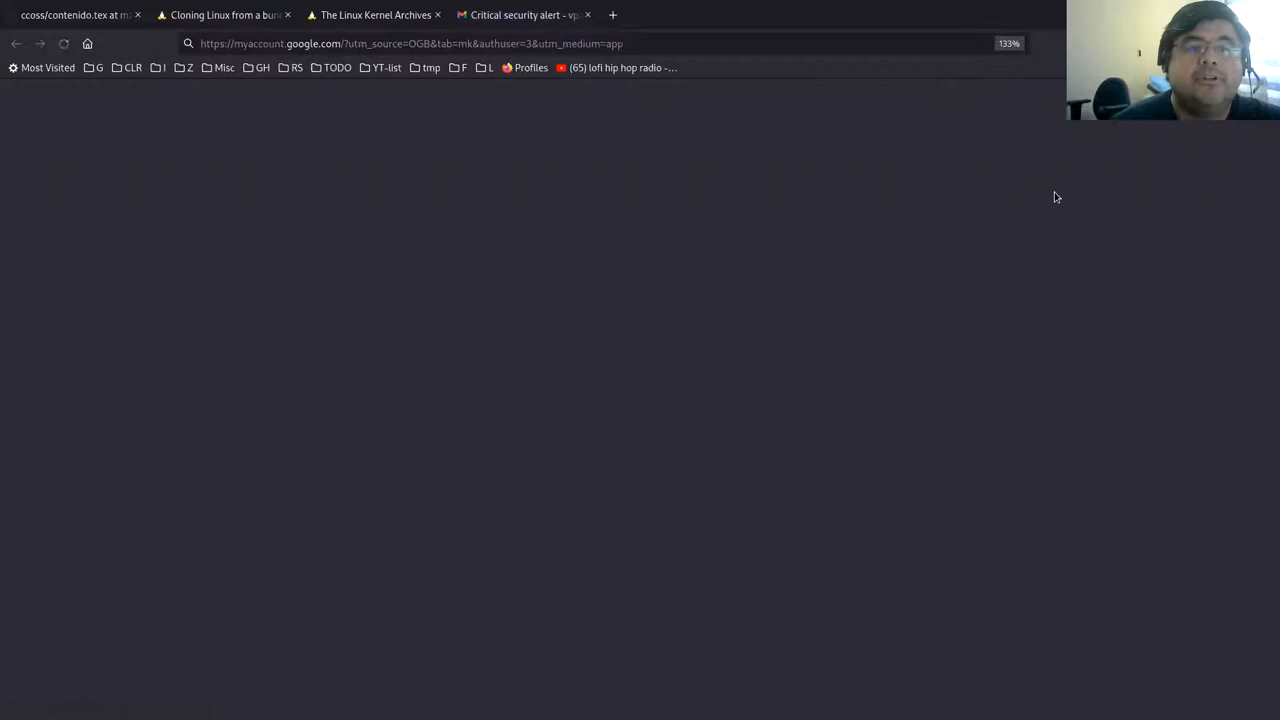 ccoss/contenido.tex at m
Cloning Linux from a bun
The Linux Kernel Archives
Critical security alert - vp
https://myaccount.google.com/?utm_source=OGB&tab=mk&authuser=3&utm_medium=app
133%
Most Visited G CLR I Z Misc GH RS TODO YT-list tmp F L Profiles (65) lofi hip hop radio -...